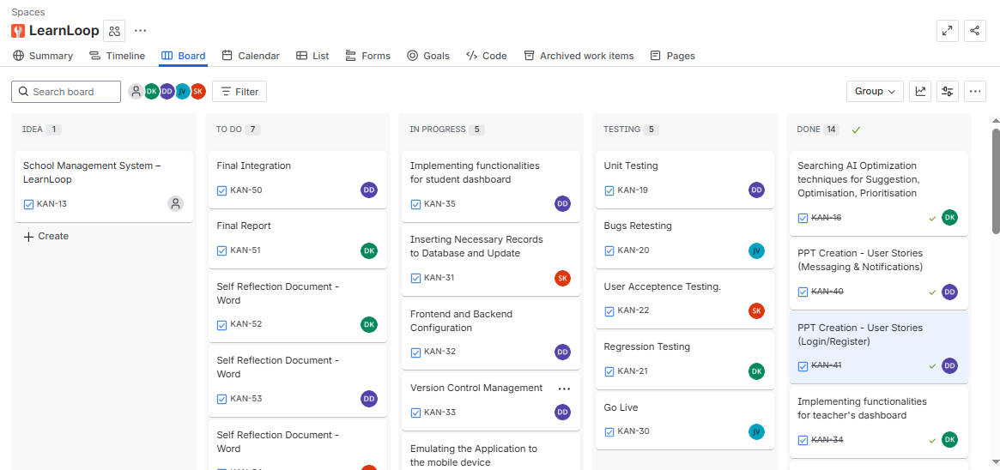 Spaces
LearnLoop
Summary Timeline Board Calendar List Forms Goals Code Archived work items Pages
Search board DK DD JV SK Filter Group
IDEA 1
School Management System –
LearnLoop
KAN-13
Create
TO DO 7
Final Integration
KAN-50 DD
Final Report
KAN-51 DK
Self Reflection Document -
Word
KAN-52 DK
Self Reflection Document -
Word
KAN-53 DD
Self Reflection Document -
Word
IN PROGRESS 5
Implementing functionalities
for student dashboard
KAN-35 DD
Inserting Necessary Records
to Database and Update
KAN-31 SK
Frontend and Backend
Configuration
KAN-32 DD
Version Control Management
KAN-33 DD
Emulating the Application to
the mobile device
TESTING 5
Unit Testing
KAN-19 DD
Bugs Retesting
KAN-20 JV
User Acceptence Testing.
KAN-22 SK
Regression Testing
KAN-21 DK
Go Live
KAN-30 JV
DONE 14
Searching AI Optimization
techniques for Suggestion,
Optimisation, Prioritisation
KAN-16 DK
PPT Creation - User Stories
(Messaging & Notifications)
KAN-40 DD
PPT Creation - User Stories
(Login/Register)
KAN-41 DD
Implementing functionalities
for teacher's dashboard
KAN-34 DK